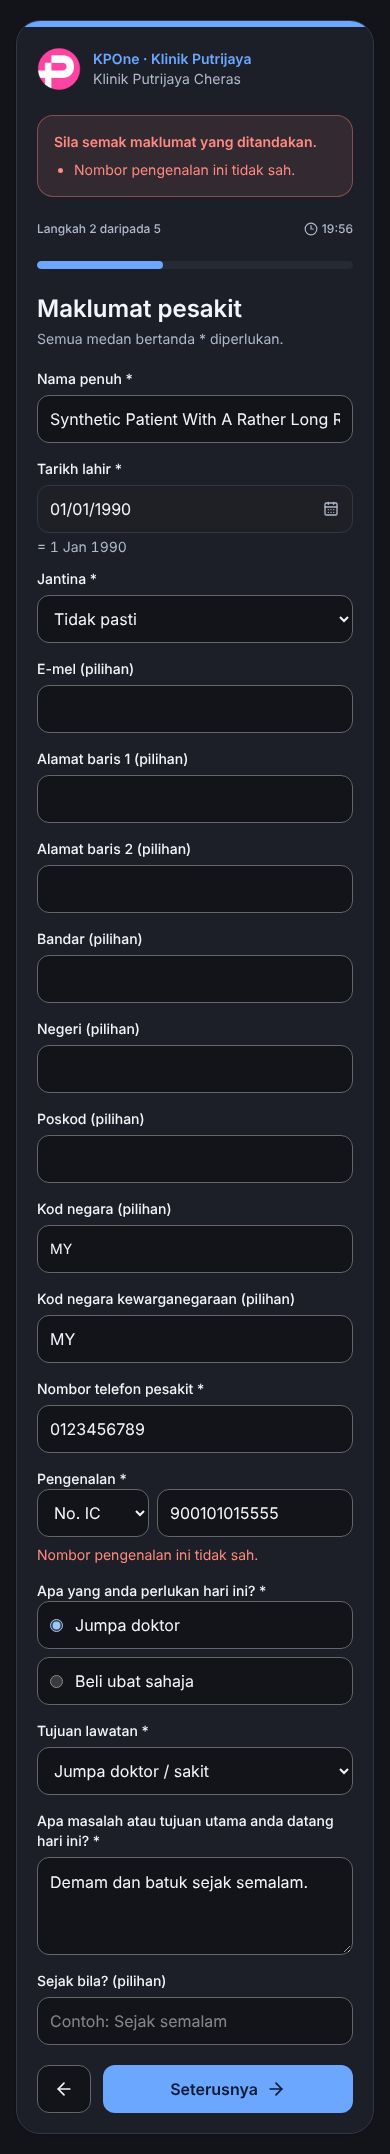 KPOne · Klinik Putrijaya
Klinik Putrijaya Cheras
Sila semak maklumat yang ditandakan.
• Nombor pengenalan ini tidak sah.
Langkah 2 daripada 5
19:56
Maklumat pesakit
Semua medan bertanda * diperlukan.
Nama penuh *
Synthetic Patient With A Rather Long
Tarikh lahir *
01/01/1990
= 1 Jan 1990
Jantina *
Tidak pasti
E-mel (pilihan)
Alamat baris 1 (pilihan)
Alamat baris 2 (pilihan)
Bandar (pilihan)
Negeri (pilihan)
Poskod (pilihan)
Kod negara (pilihan)
MY
Kod negara kewarganegaraan (pilihan)
MY
Nombor telefon pesakit *
0123456789
Pengenalan *
No. IC
900101015555
Nombor pengenalan ini tidak sah.
Apa yang anda perlukan hari ini? *
Jumpa doktor
Beli ubat sahaja
Tujuan lawatan *
Jumpa doktor / sakit
Apa masalah atau tujuan utama anda datang
hari ini? *
Demam dan batuk sejak semalam.
Sejak bila? (pilihan)
Contoh: Sejak semalam
Seterusnya